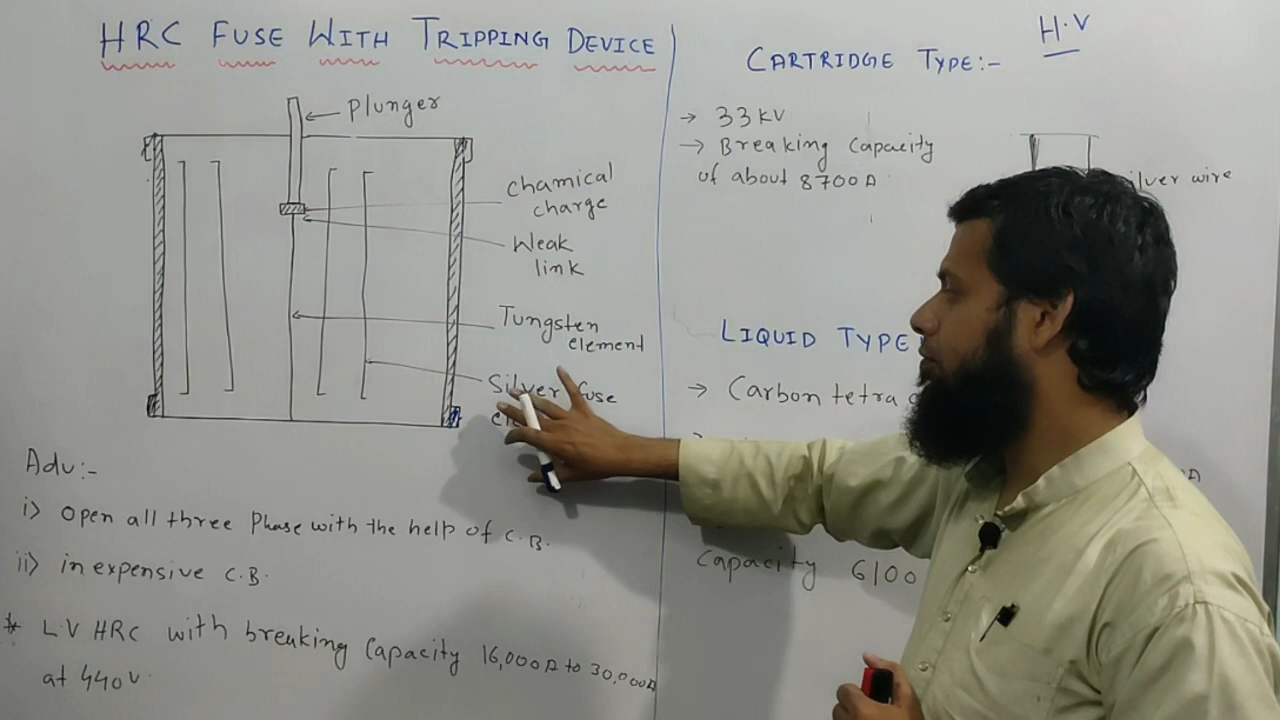 HRC FUSE WITH TRIPPING DEVICE
Plunger
chamical
charge
Weak
link
Tungsten
element
Silver fuse
Adv:-
i) open all three Phase with the help of C.B.
ii) inexpensive C.B.
* L.V HRC with breaking Capacity 16,000A to 30,000A
at 440V.
H.V
CARTRIDGE TYPE:-
→ 33KV
→ Breaking Capacity
of about 8700A.
wire
LIQUID TYPE
→ Carbon tetra
Capacity 6100